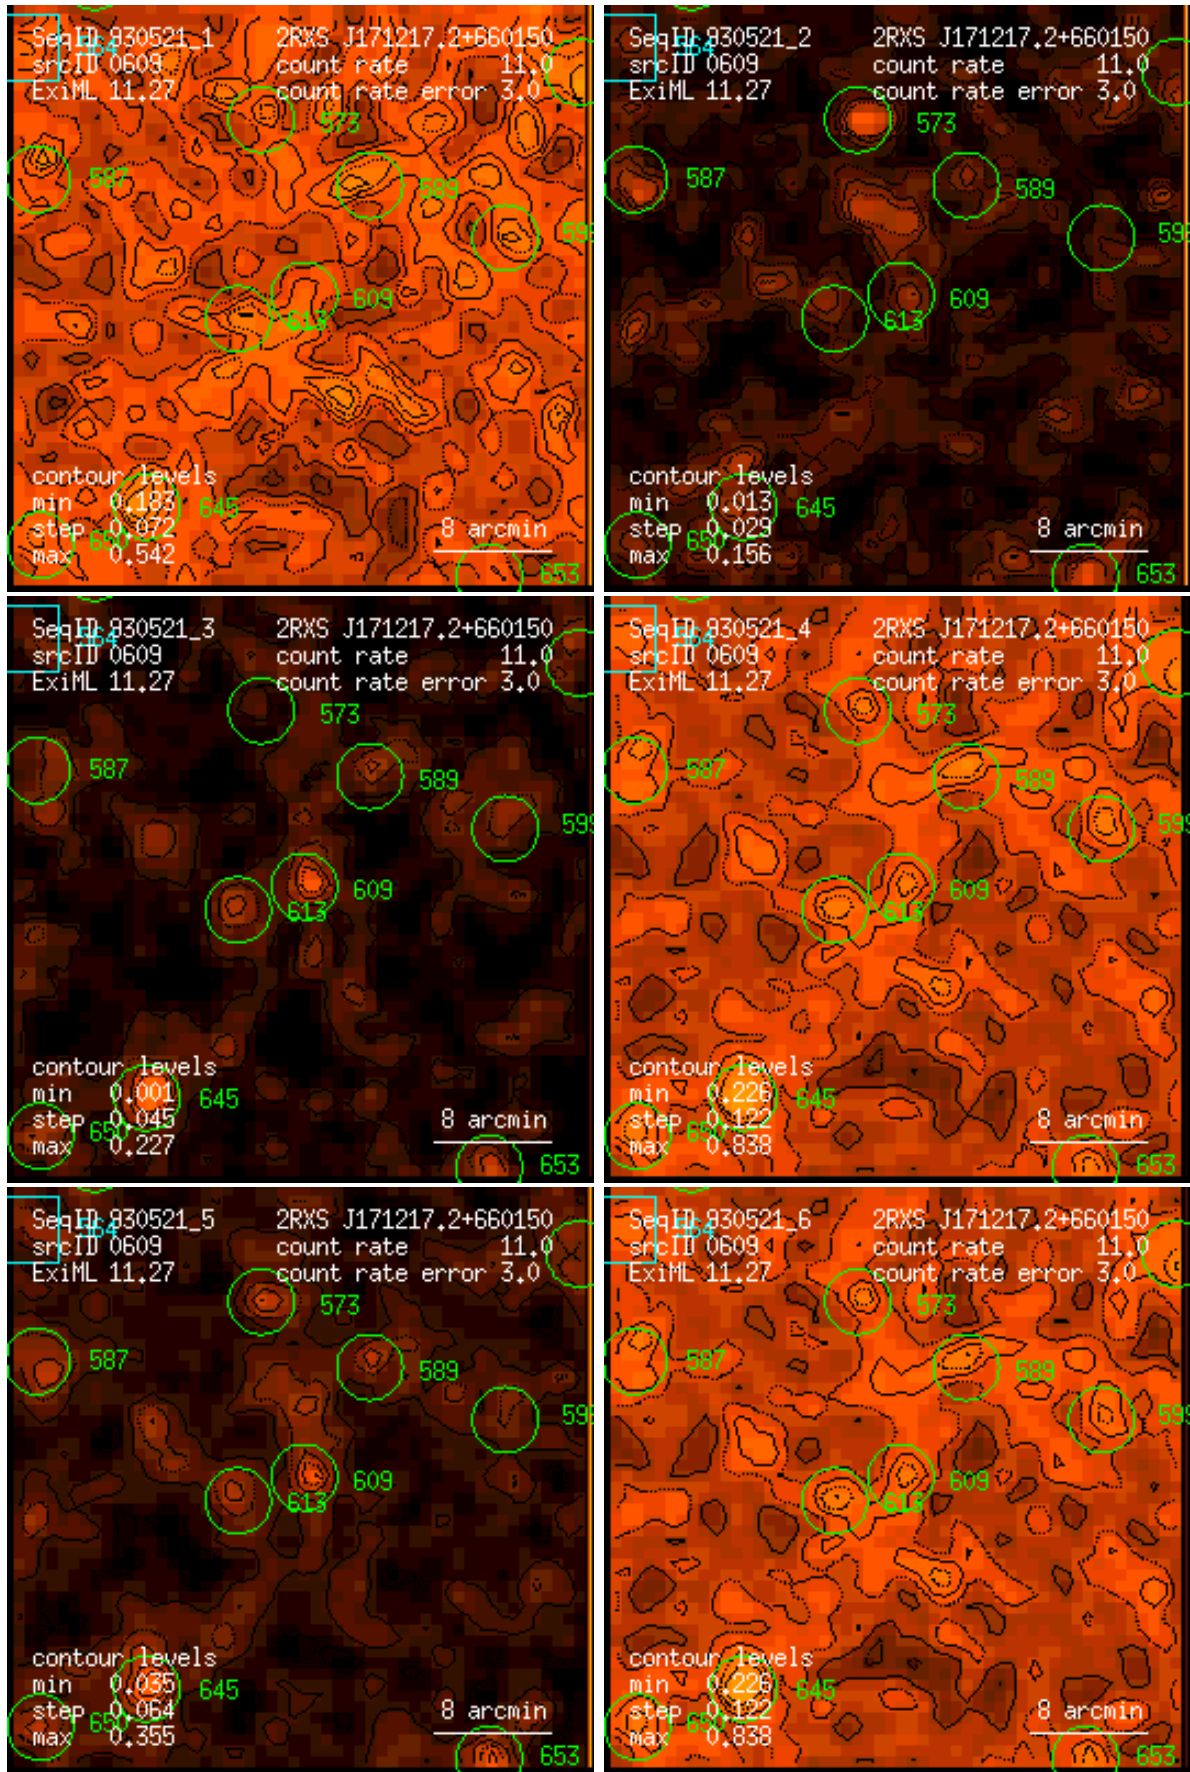 SeqID 930521_1 2RXS J171217.2+660150
srcID 0609 count rate 11.0
ExiML 11.27 count rate error 3.0
573
587
589
599
609
613
contour levels
min 0.183
step 0.072
max 0.542
645
650
8 arcmin
653
SeqID 930521_2 2RXS J171217.2+660150
srcID 0609 count rate 11.0
ExiML 11.27 count rate error 3.0
573
587
589
599
609
613
contour levels
min 0.013
step 0.029
max 0.156
645
650
8 arcmin
653
SeqID 930521_3 2RXS J171217.2+660150
srcID 0609 count rate 11.0
ExiML 11.27 count rate error 3.0
573
587
589
599
609
613
contour levels
min 0.001
step 0.045
max 0.227
645
650
8 arcmin
653
SeqID 930521_4 2RXS J171217.2+660150
srcID 0609 count rate 11.0
ExiML 11.27 count rate error 3.0
573
587
589
599
609
613
contour levels
min 0.226
step 0.122
max 0.838
645
650
8 arcmin
653
SeqID 930521_5 2RXS J171217.2+660150
srcID 0609 count rate 11.0
ExiML 11.27 count rate error 3.0
573
587
589
599
609
613
contour levels
min 0.035
step 0.064
max 0.355
645
650
8 arcmin
653
SeqID 930521_6 2RXS J171217.2+660150
srcID 0609 count rate 11.0
ExiML 11.27 count rate error 3.0
573
587
589
599
609
613
contour levels
min 0.226
step 0.122
max 0.838
645
650
8 arcmin
653